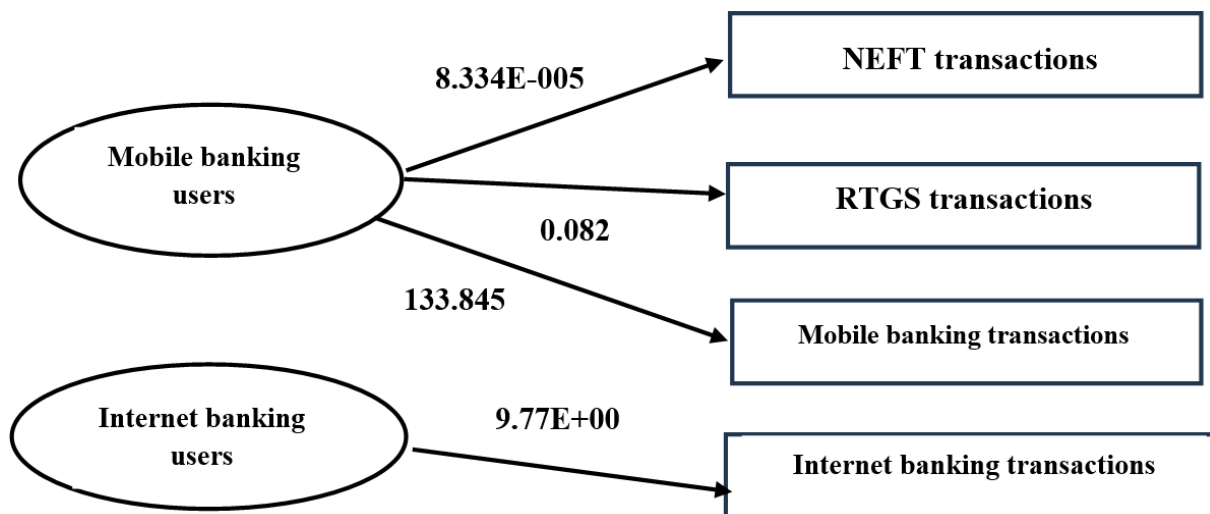 NEFT transactions
8.334E-005
Mobile banking
users
RTGS transactions
0.082
133.845
Mobile banking transactions
Internet banking
users
9.77E+00
Internet banking transactions